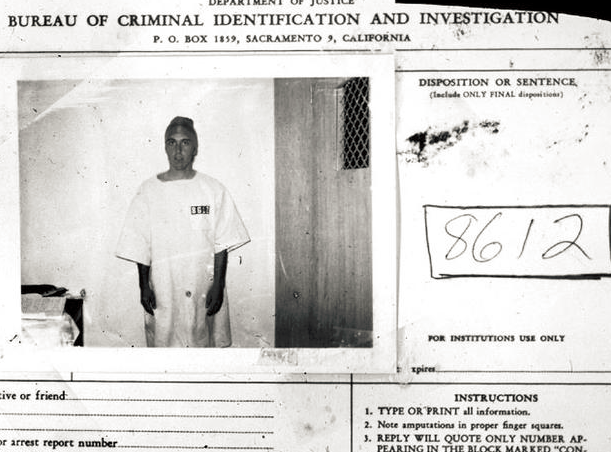 DEPARTMENT OF JUSTICE
BUREAU OF CRIMINAL IDENTIFICATION AND INVESTIGATION
P. O. BOX 1859, SACRAMENTO 9, CALIFORNIA
DISPOSITION OR SENTENCE
(Include ONLY FINAL dispositions)
8612
8612
FOR INSTITUTIONS USE ONLY
expires
tive or friend:
INSTRUCTIONS
1. TYPE OR PRINT all information.
2. Note amputations in proper finger squares.
or arrest report number
3. REPLY WILL QUOTE ONLY NUMBER AP-
PEARING IN THE BLOCK MARKED "CON-